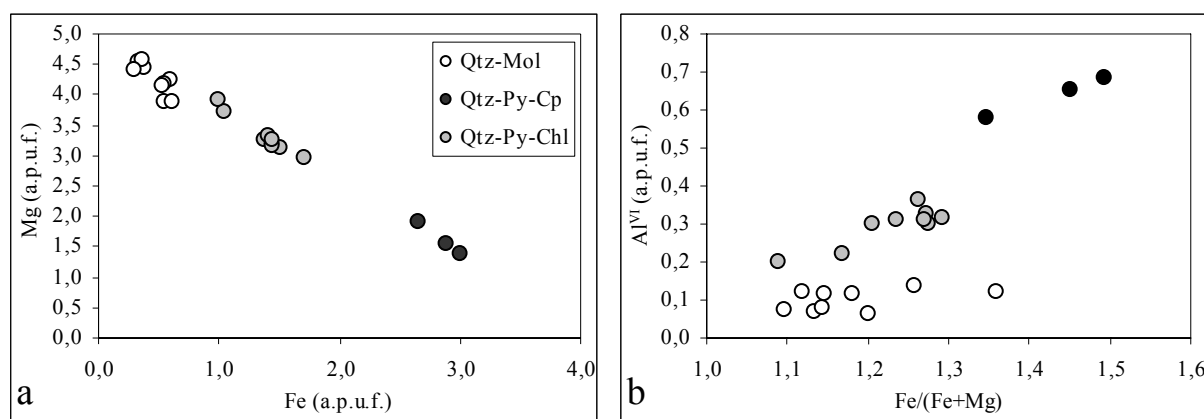 5,0
4,5
4,0
3,5
3,0
2,5
2,0
1,5
1,0
0,5
0,0
Mg (a.p.u.f.)
0,0 1,0 2,0 3,0 4,0
Fe (a.p.u.f.)
Qtz-Mol
Qtz-Py-Cp
Qtz-Py-Chl
a
0,8
0,7
0,6
0,5
0,4
0,3
0,2
0,1
0,0
Al^VI (a.p.u.f.)
1,0 1,1 1,2 1,3 1,4 1,5 1,6
Fe/(Fe+Mg)
b